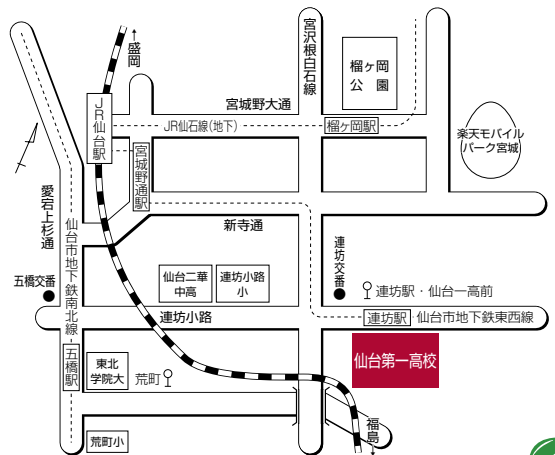 ↑盛岡
宮沢根白石線
榴ヶ岡
公園
宮城野大通
JR仙台駅
JR仙石線(地下)
榴ヶ岡駅
楽天モバイル
パーク宮城
宮城野通駅
愛宕上杉通
新寺通
仙台市地下鉄南北線
連坊交番
五橋交番
仙台二華
中高
連坊小路
小
連坊駅・仙台一高前
連坊小路
連坊駅
仙台市地下鉄東西線
五橋駅
東北
学院大
荒町
仙台第一高校
福島↓
荒町小